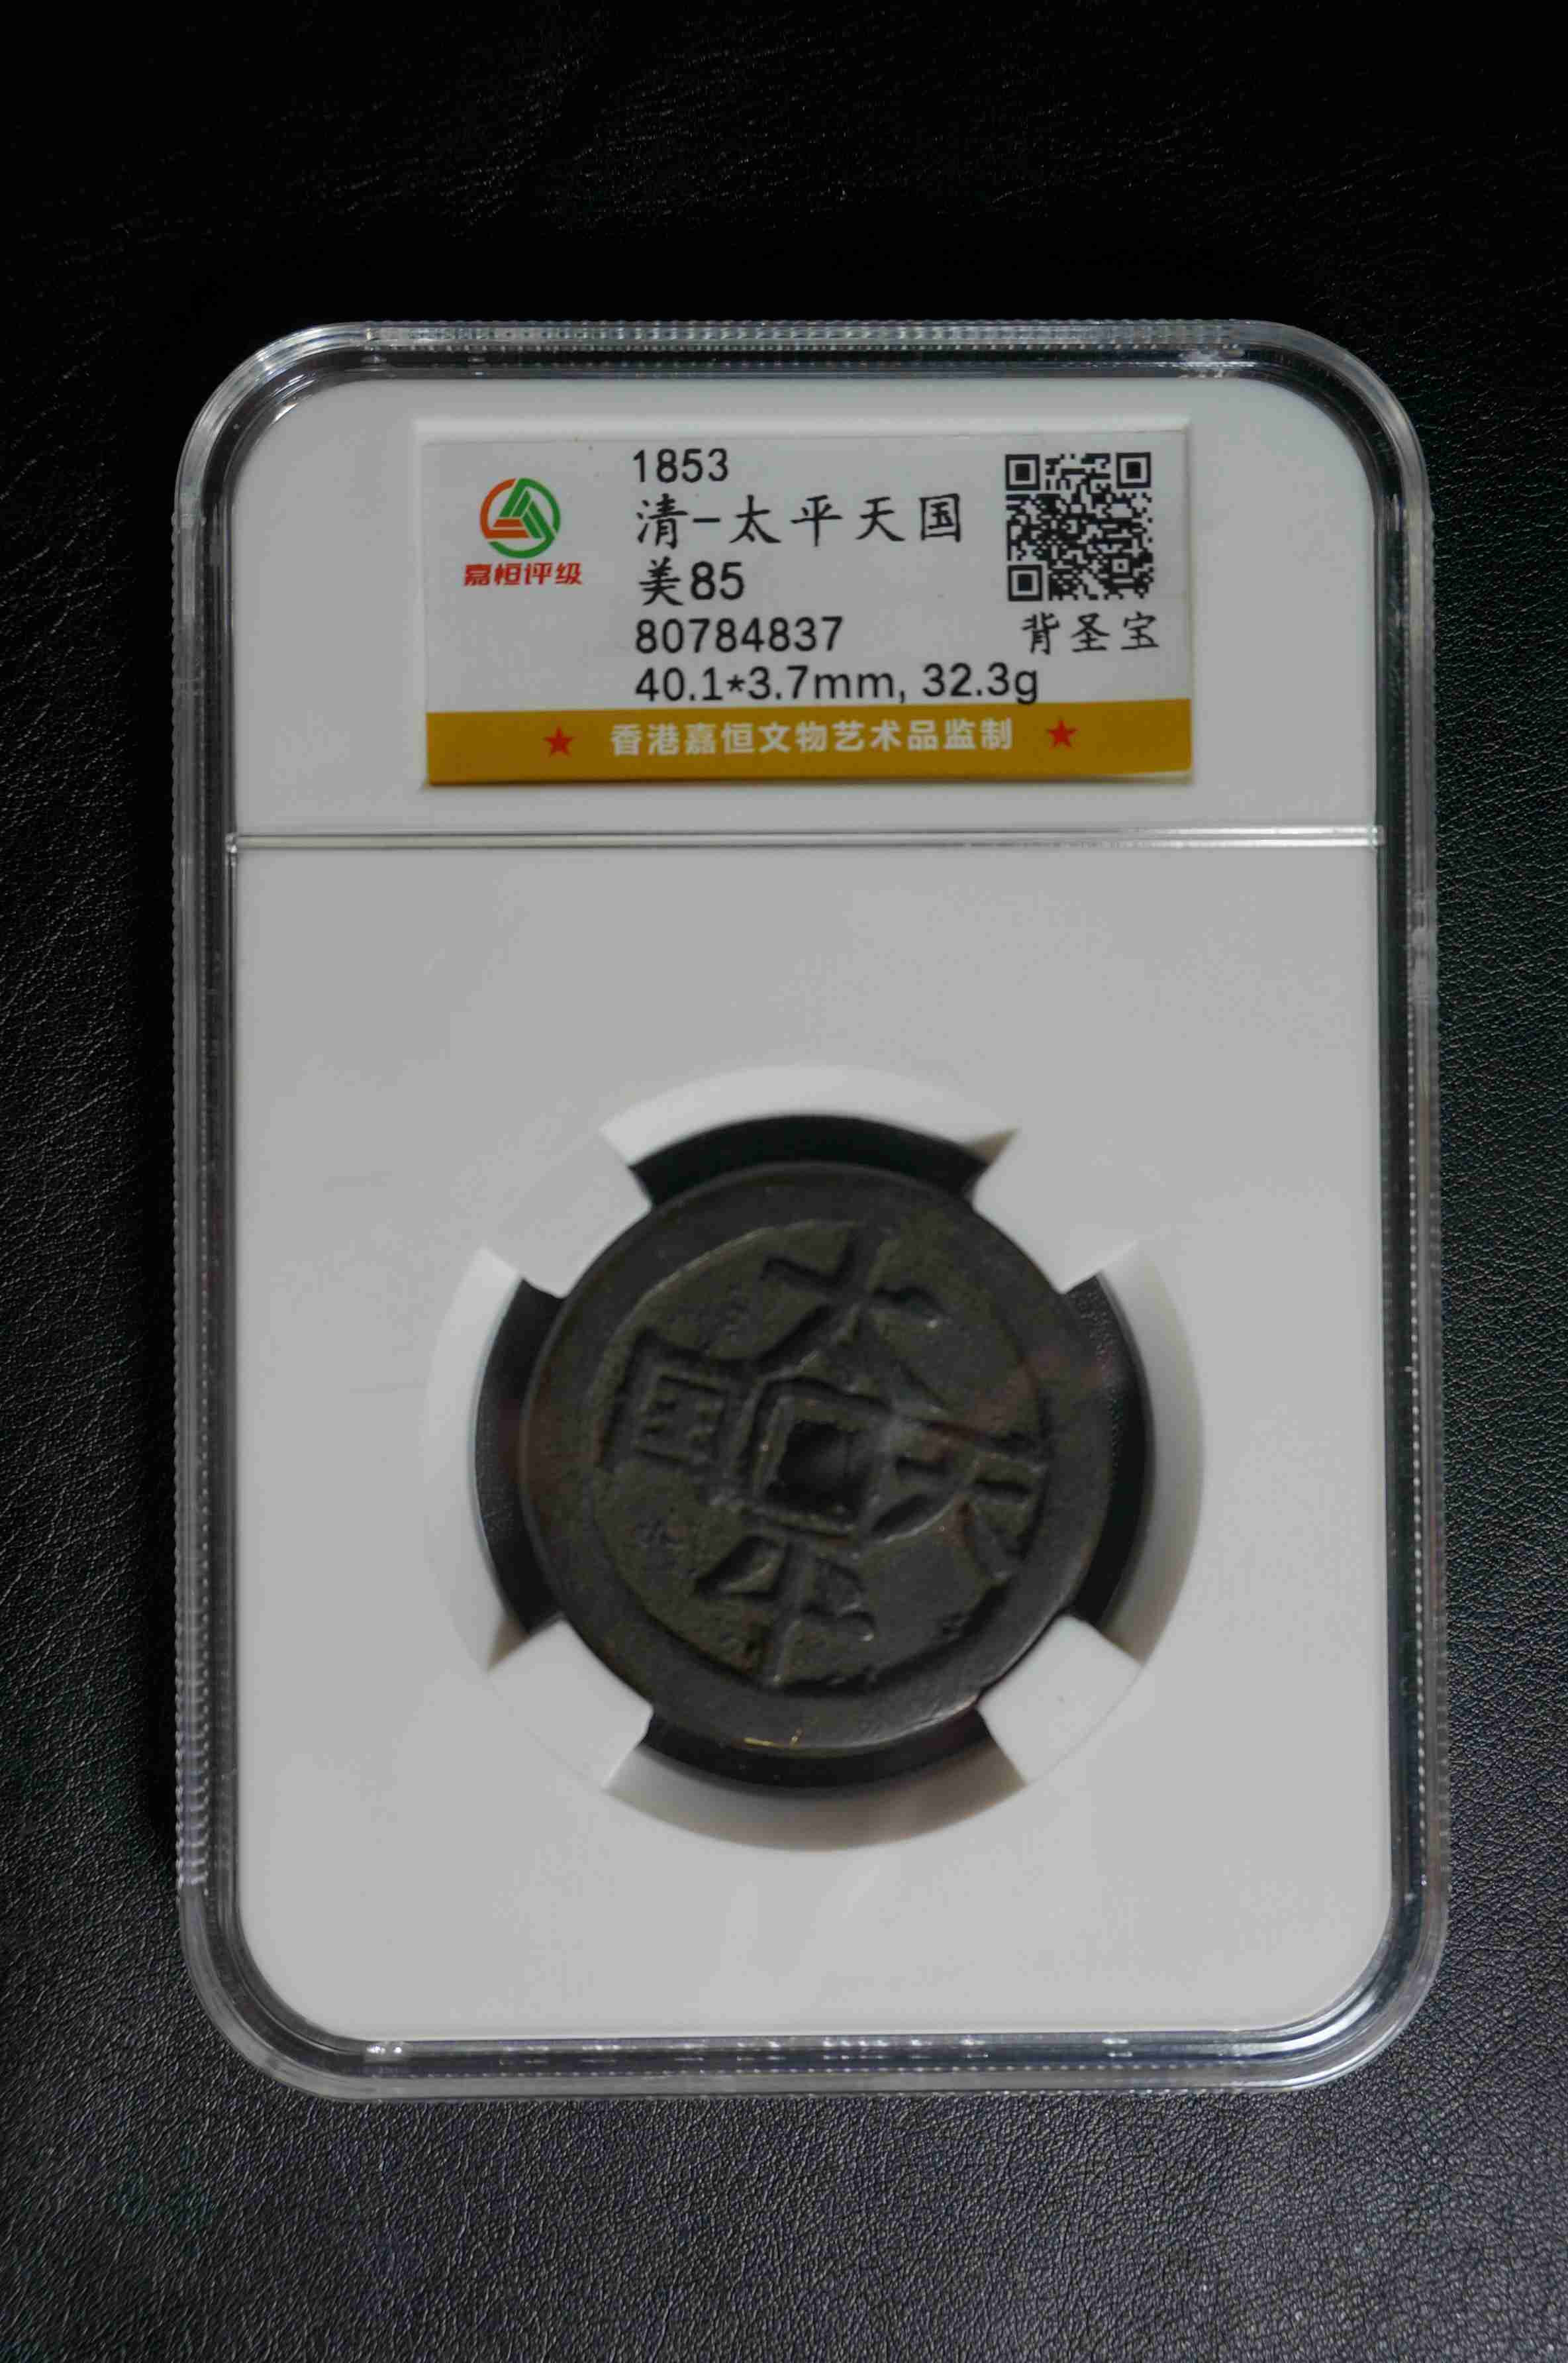 1853
清-太平天国
美85
80784837
40.1*3.7mm, 32.3g
嘉恒评级
背圣宝
★ 香港嘉恒文物艺术品监制 ★
太
天
囯
平